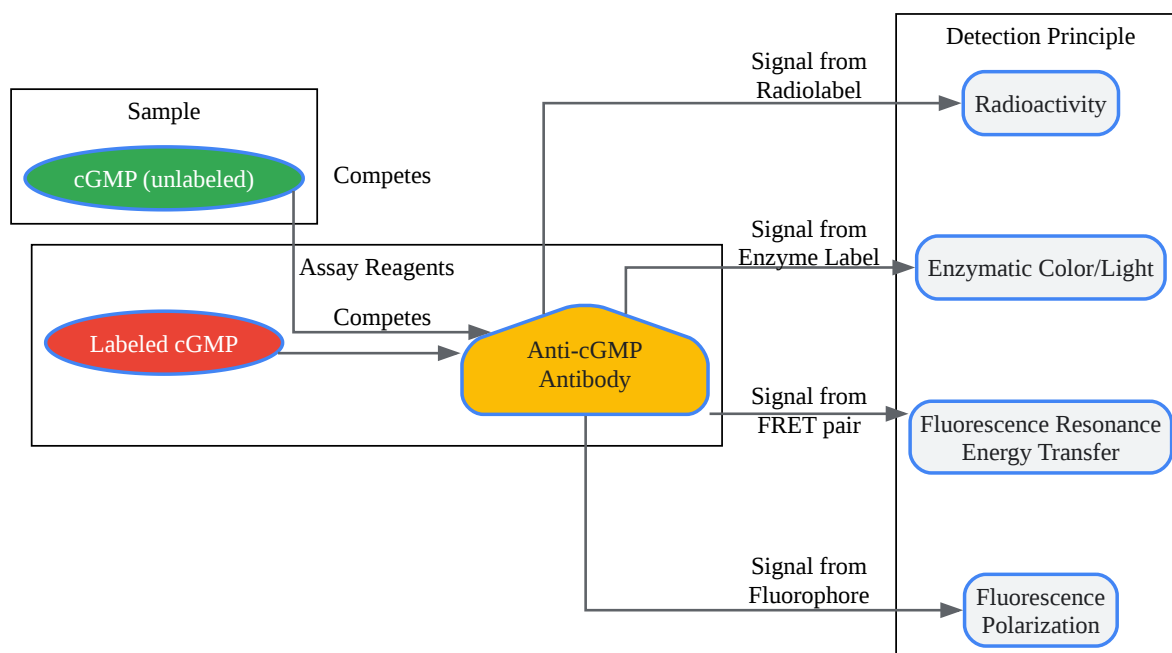 Detection Principle
Signal from
Radiolabel
Radioactivity
Sample
cGMP (unlabeled)
Competes
Signal from
Enzyme Label
Enzymatic Color/Light
Assay Reagents
Competes
Labeled cGMP
Anti-cGMP
Antibody
Signal from
FRET pair
Fluorescence Resonance
Energy Transfer
Signal from
Fluorophore
Fluorescence
Polarization